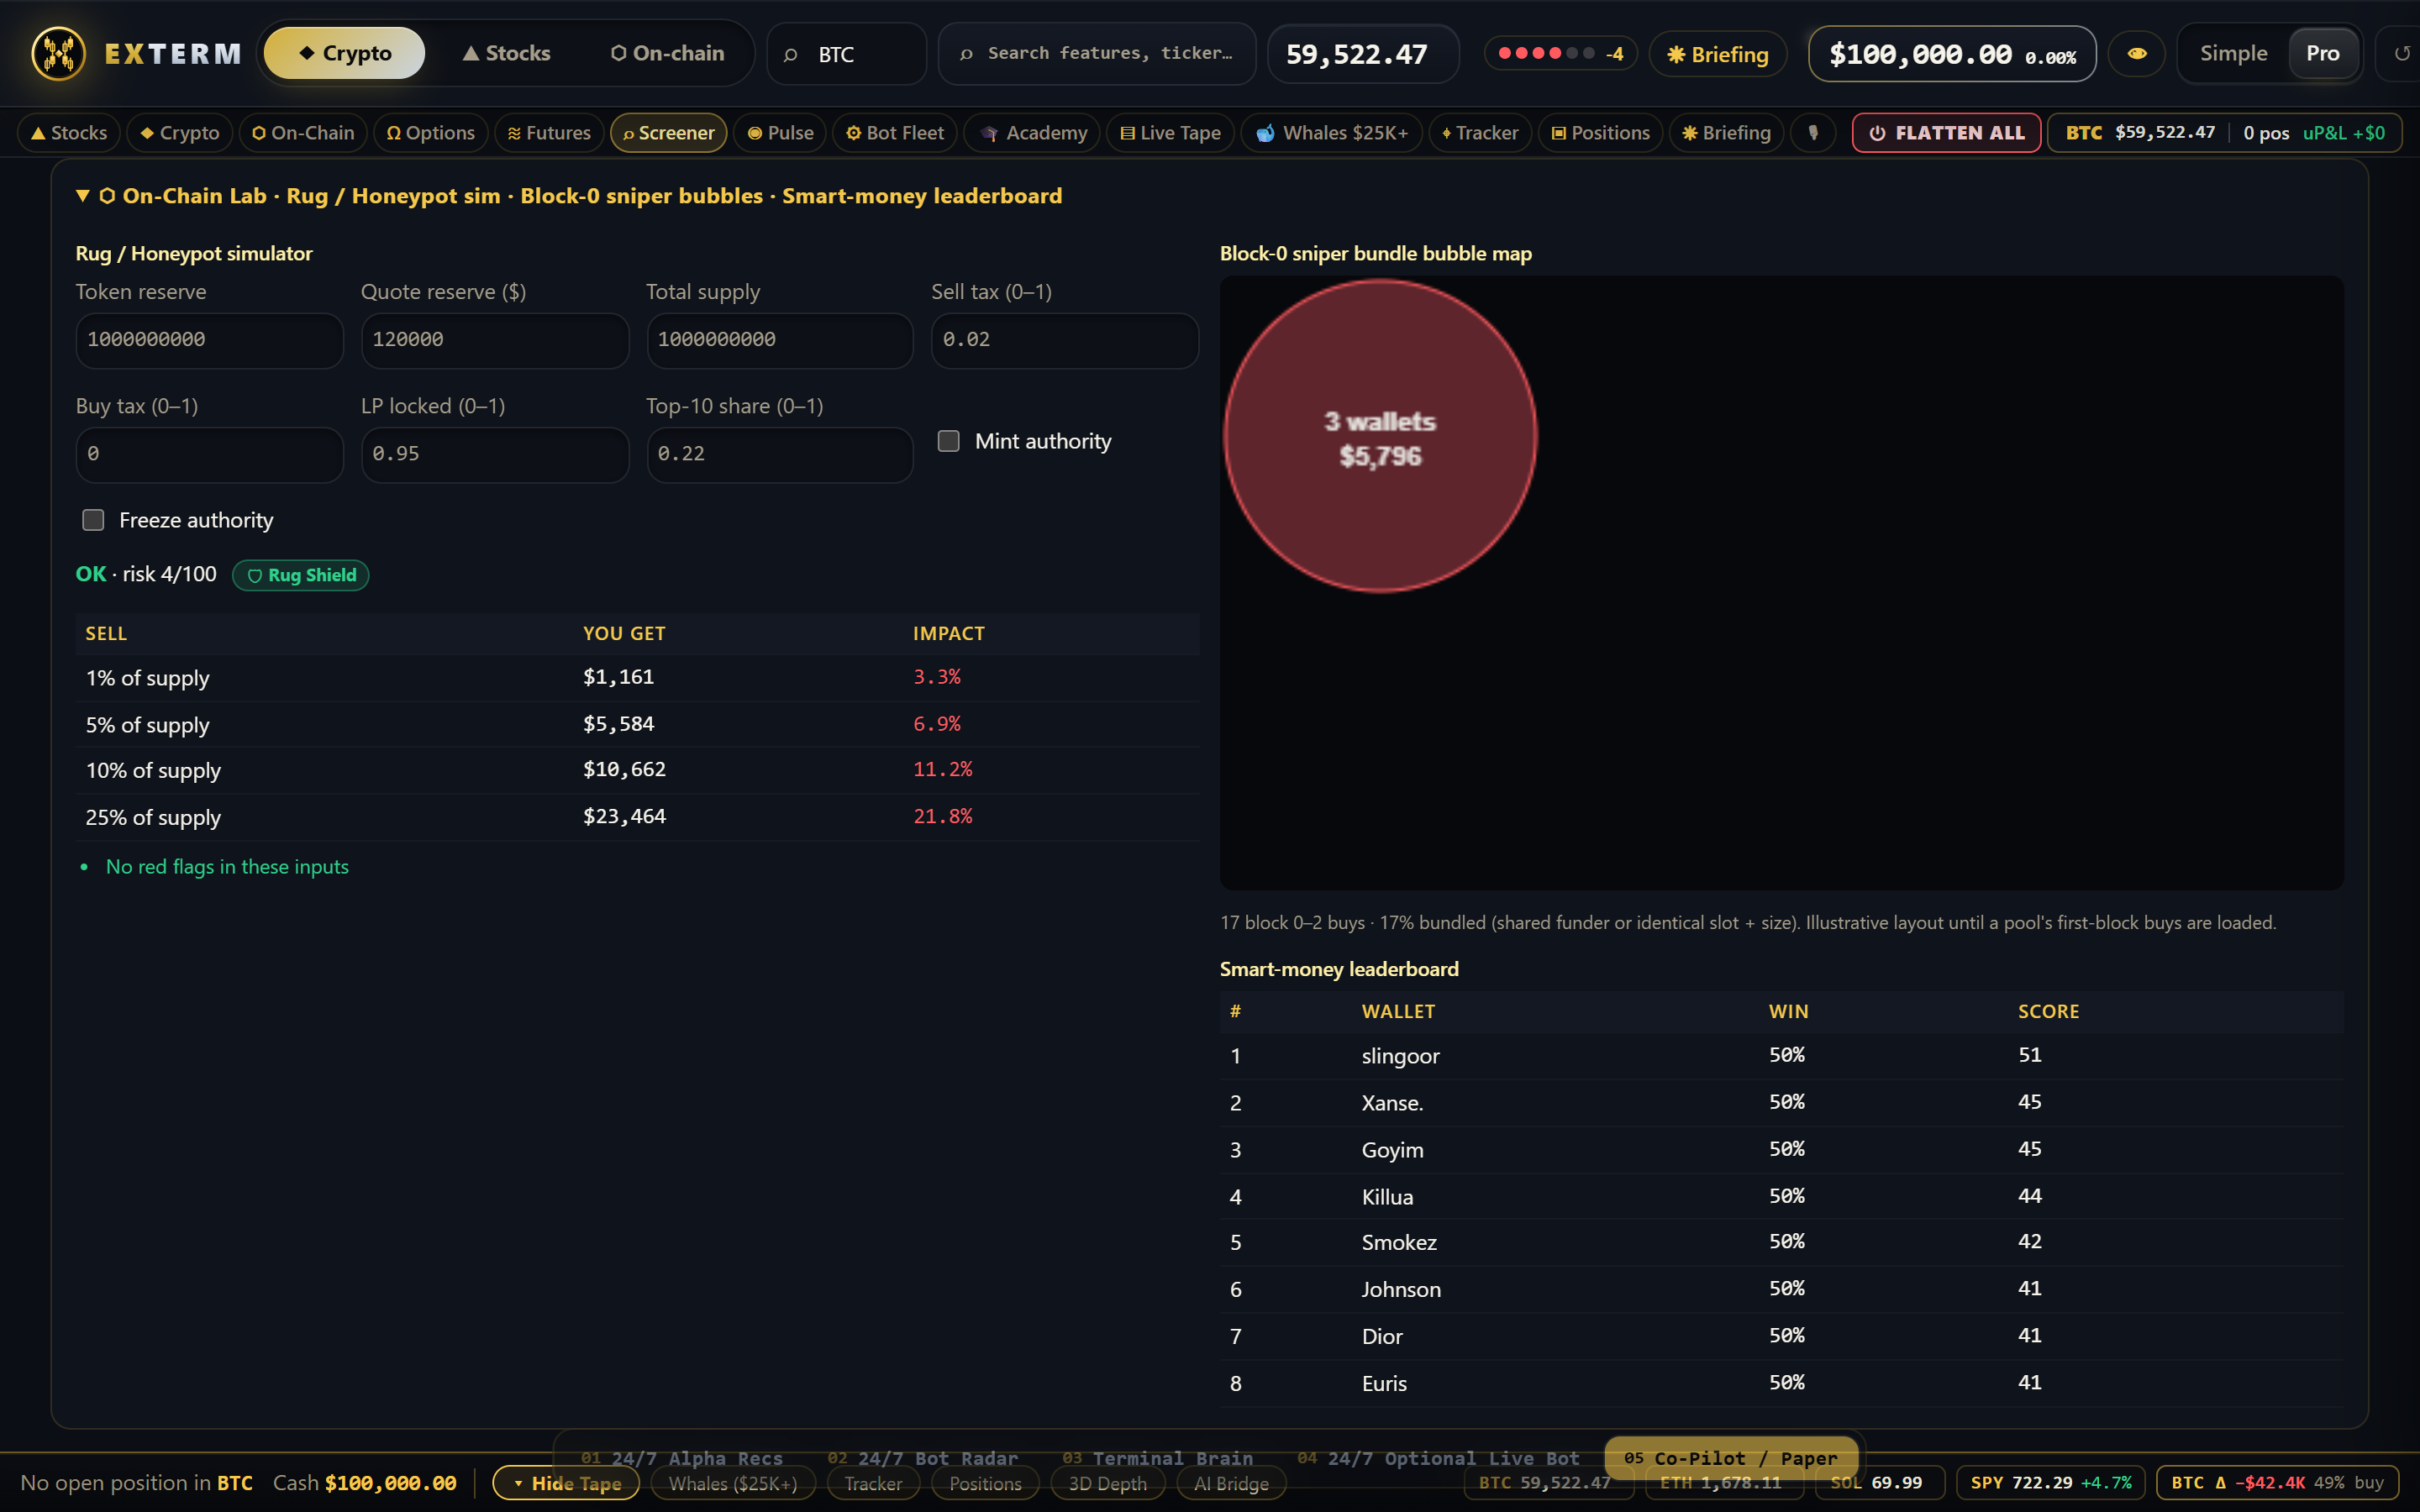 EXTERM
Crypto
Stocks
On-chain
BTC
Search features, ticker…
59,522.47
-4
Briefing
$100,000.00 0.00%
Simple
Pro
Stocks
Crypto
On-Chain
Ω Options
Futures
Screener
Pulse
Bot Fleet
Academy
Live Tape
Whales $25K+
Tracker
Positions
Briefing
FLATTEN ALL
BTC $59,522.47 0 pos uP&L +$0
On-Chain Lab · Rug / Honeypot sim · Block-0 sniper bubbles · Smart-money leaderboard
Rug / Honeypot simulator
Token reserve
Quote reserve ($)
Total supply
Sell tax (0–1)
1000000000
120000
1000000000
0.02
Buy tax (0–1)
LP locked (0–1)
Top-10 share (0–1)
0
0.95
0.22
Mint authority
Freeze authority
OK · risk 4/100 Rug Shield
SELL YOU GET IMPACT
1% of supply $1,161 3.3%
5% of supply $5,584 6.9%
10% of supply $10,662 11.2%
25% of supply $23,464 21.8%
• No red flags in these inputs
Block-0 sniper bundle bubble map
3 wallets
$5,796
17 block 0–2 buys · 17% bundled (shared funder or identical slot + size). Illustrative layout until a pool's first-block buys are loaded.
Smart-money leaderboard
# WALLET WIN SCORE
1 slingoor 50% 51
2 Xanse. 50% 45
3 Goyim 50% 45
4 Killua 50% 44
5 Smokez 50% 42
6 Johnson 50% 41
7 Dior 50% 41
8 Euris 50% 41
01 24/7 Alpha Recs
02 24/7 Bot Radar
03 Terminal Brain
04 24/7 Optional Live Bot
05 Co-Pilot / Paper
No open position in BTC Cash $100,000.00
Hide Tape
Whales ($25K+)
Tracker
Positions
3D Depth
AI Bridge
BTC 59,522.47
ETH 1,678.11
SOL 69.99
SPY 722.29 +4.7%
BTC Δ −$42.4K 49% buy